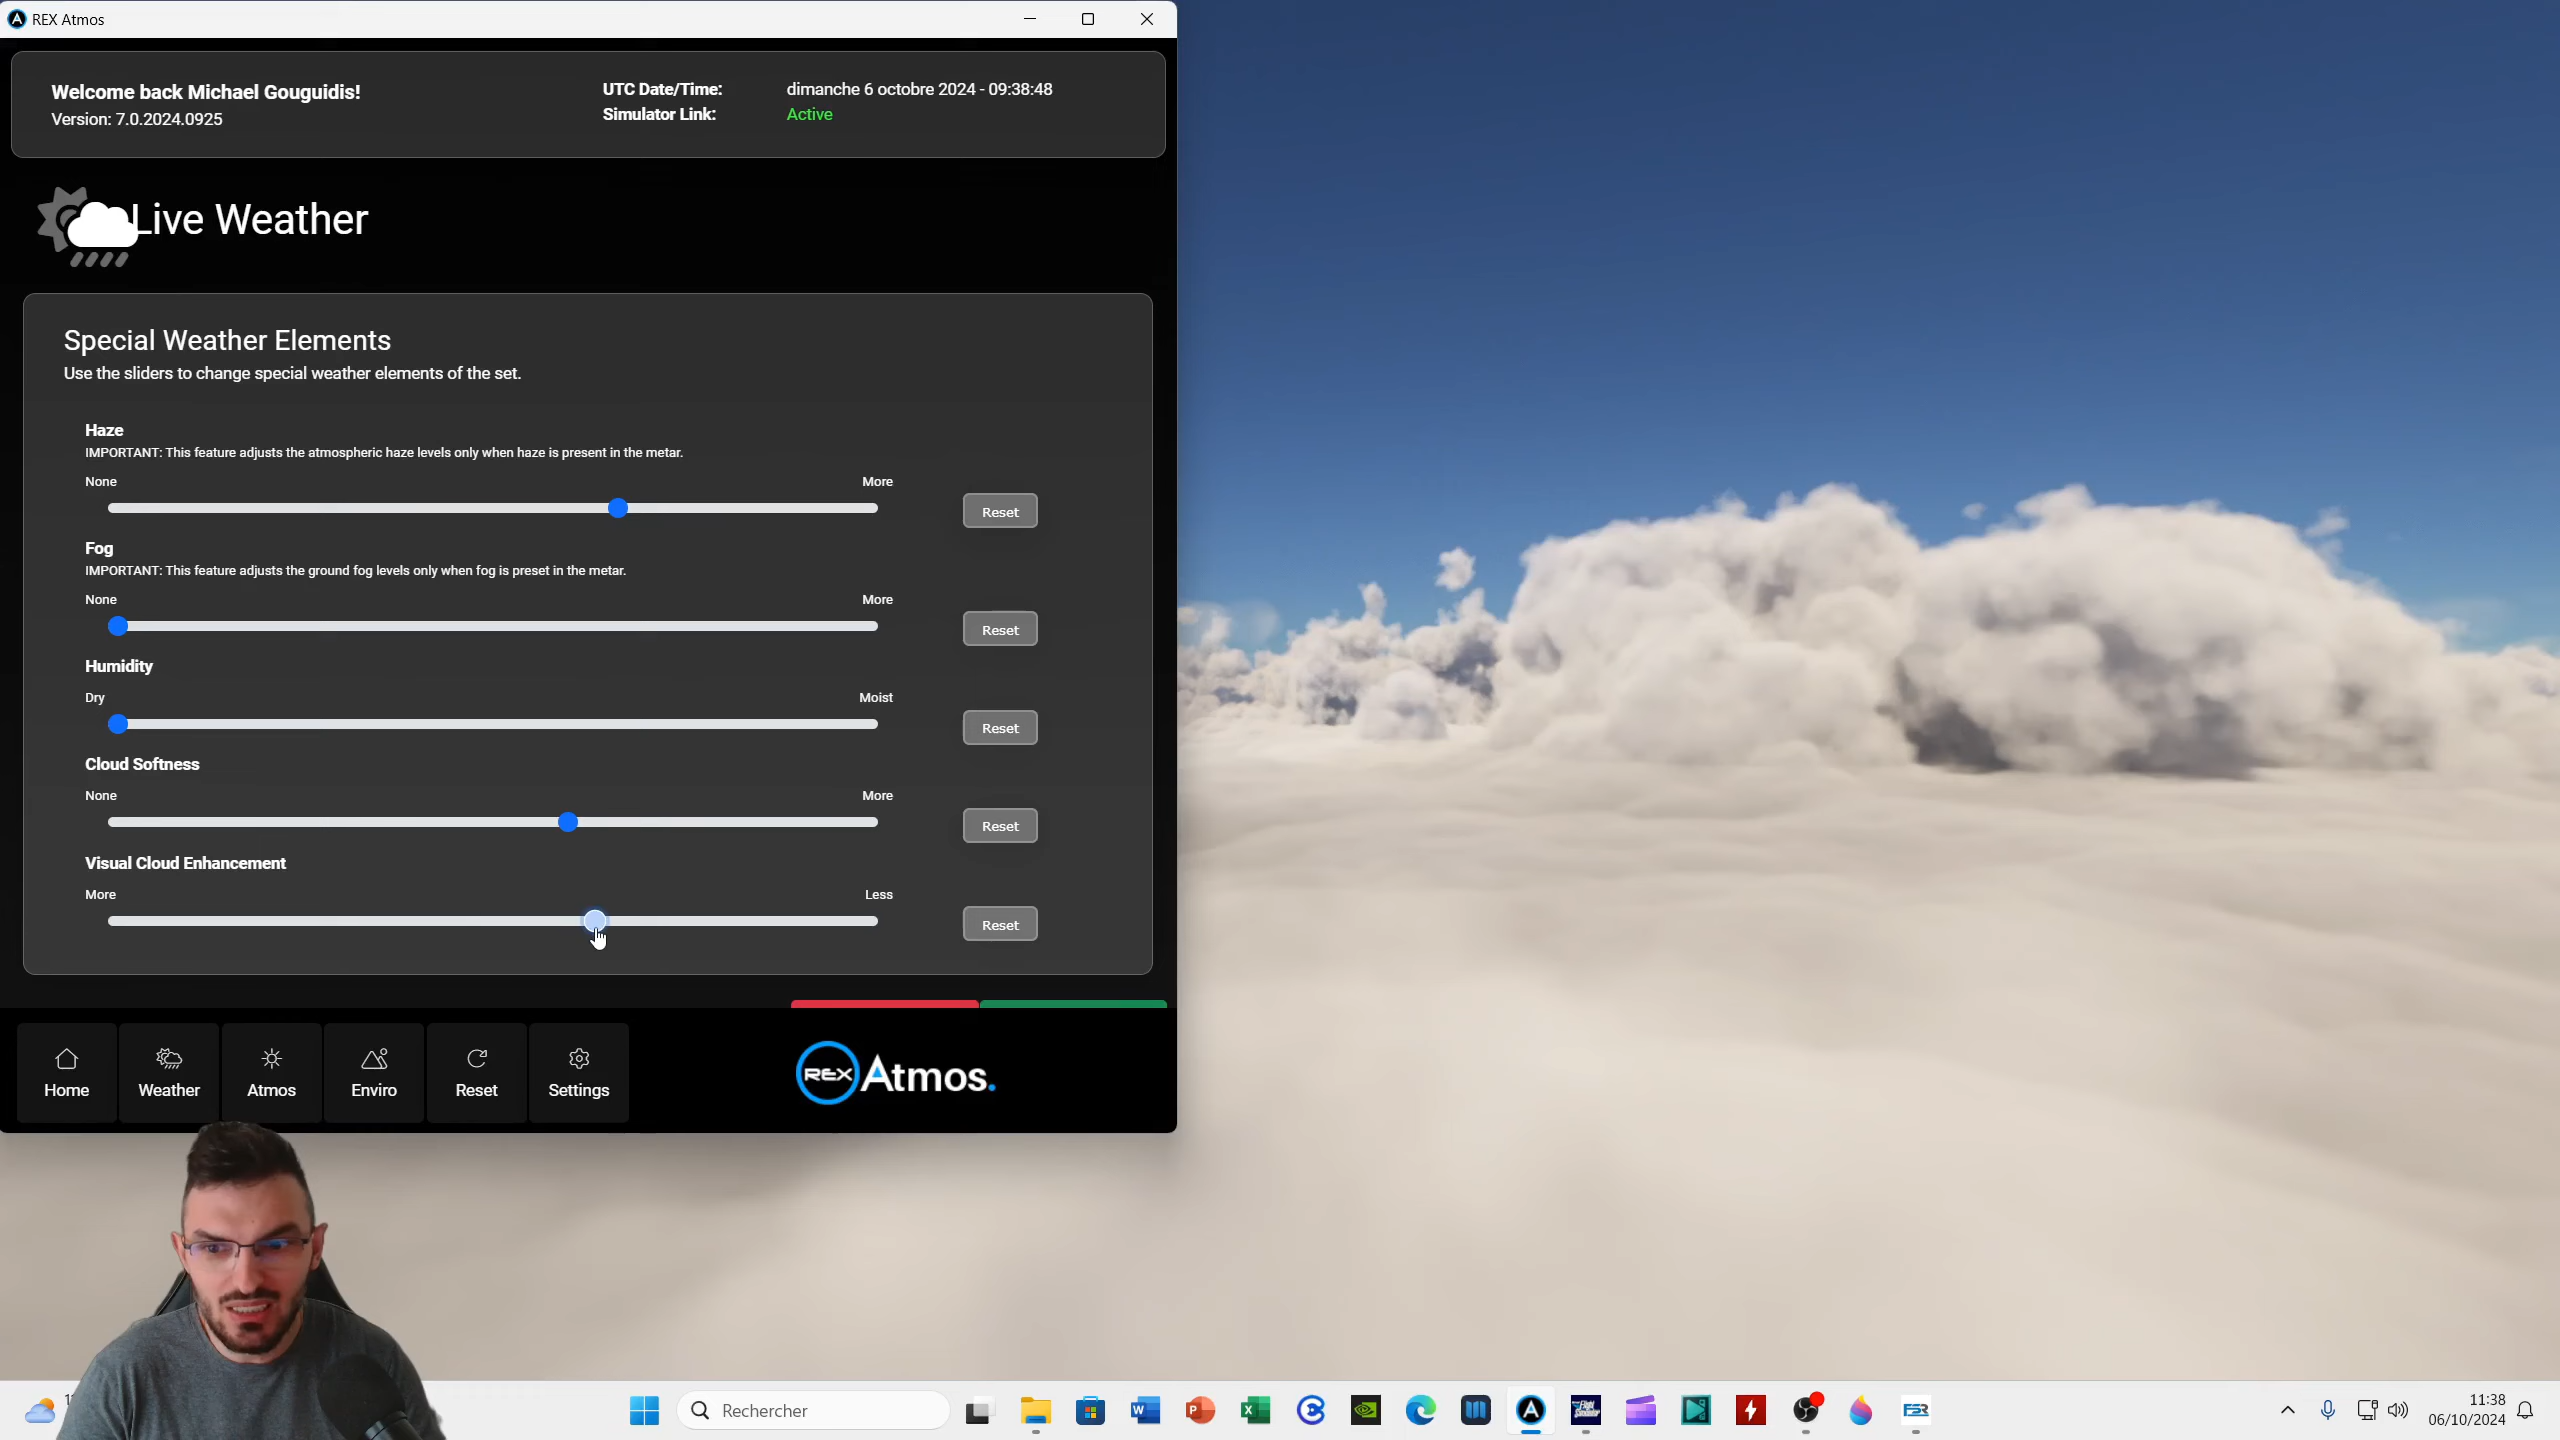 REX Atmos
Welcome back Michael Gouguidis!
Version: 7.0.2024.0925
UTC Date/Time: dimanche 6 octobre 2024 - 09:38:48
Simulator Link: Active
Live Weather
Special Weather Elements
Use the sliders to change special weather elements of the set.
Haze
IMPORTANT: This feature adjusts the atmospheric haze levels only when haze is present in the metar.
None More
Reset
Fog
IMPORTANT: This feature adjusts the ground fog levels only when fog is preset in the metar.
None More
Reset
Humidity
Dry Moist
Reset
Cloud Softness
None More
Reset
Visual Cloud Enhancement
More Less
Reset
Home Weather Atmos Enviro Reset Settings
REX Atmos.
Rechercher
11:38
06/10/2024